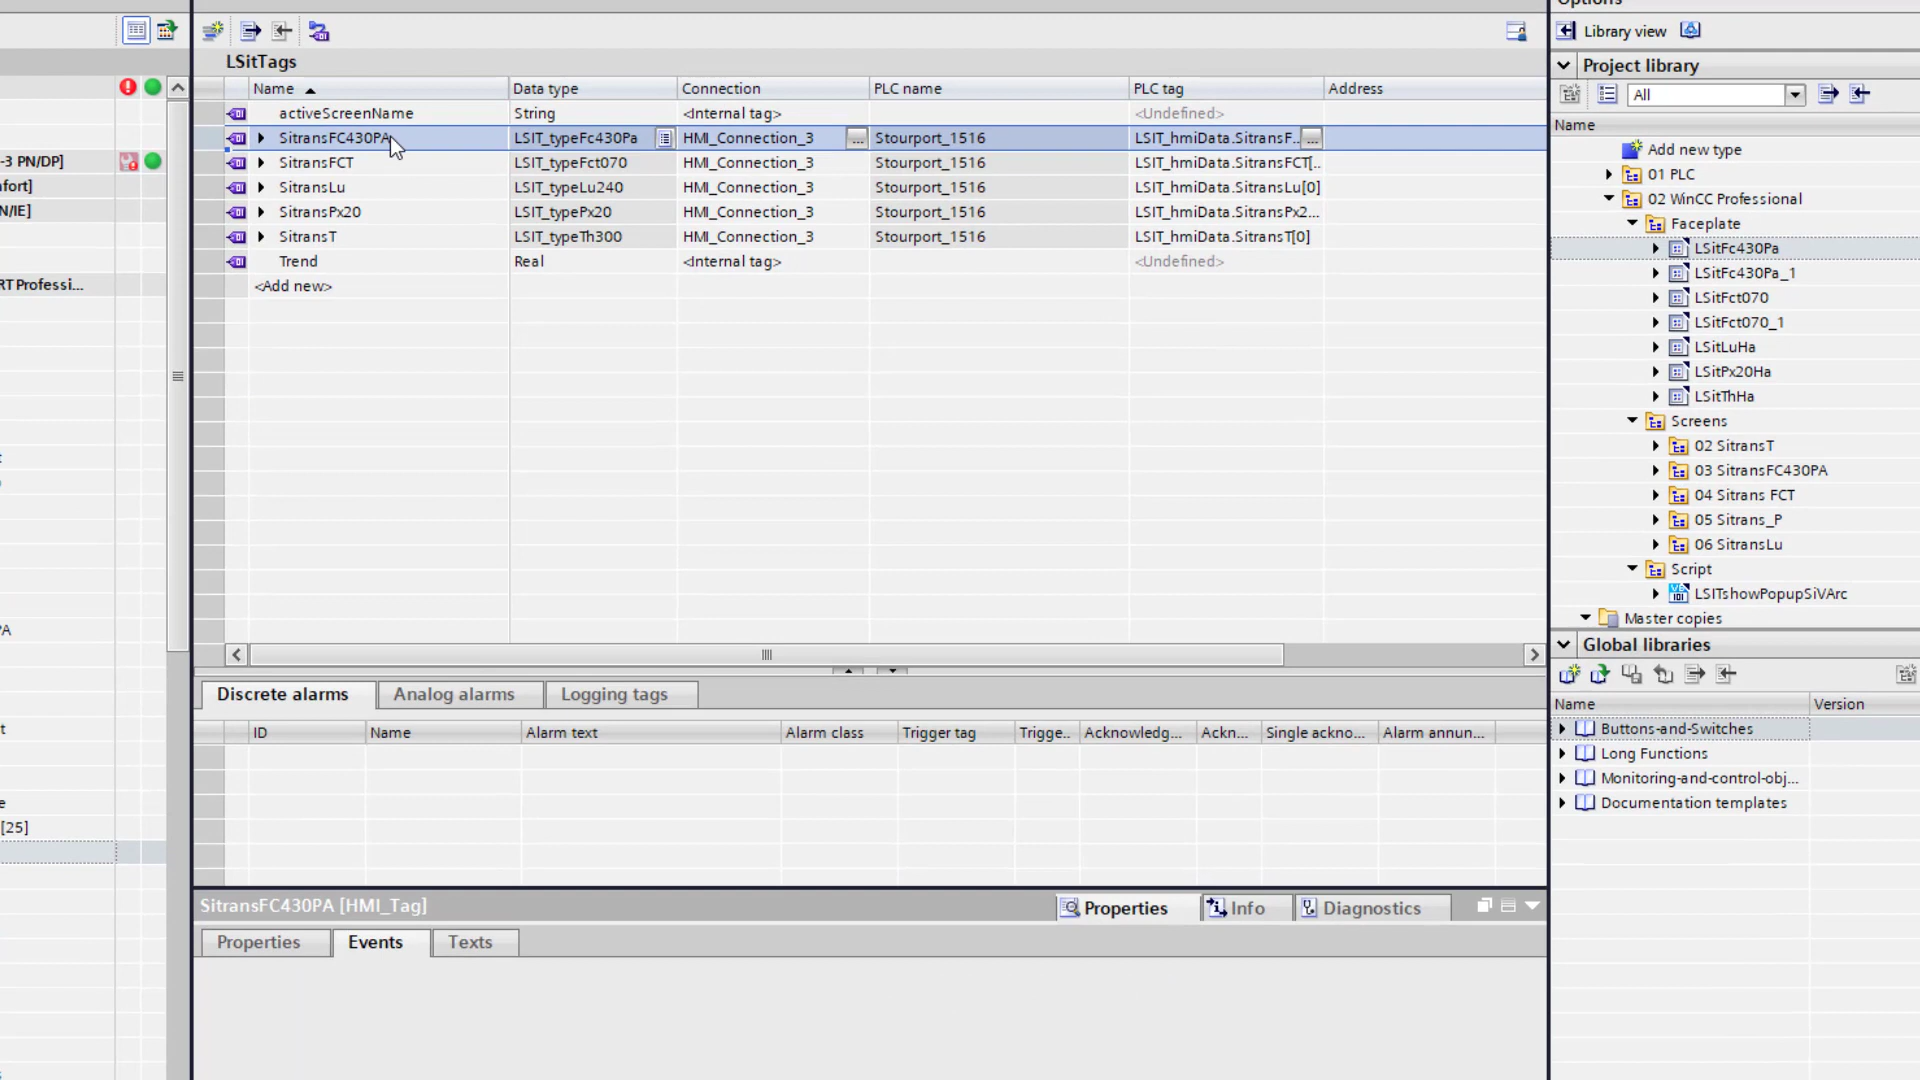 Options
Library view
LSitTags
Project library
Name Data type Connection PLC name PLC tag Address
All
activeScreenName String <Internal tag> <Undefined>
Name
SitransFC430PA LSIT_typeFc430Pa HMI_Connection_3 ... Stourport_1516 LSIT_hmiData.SitransF... ...
Add new type
-3 PN/DP]
SitransFCT LSIT_typeFct070 HMI_Connection_3 Stourport_1516 LSIT_hmiData.SitransFCT[..
01 PLC
nfort]
SitransLu LSIT_typeLu240 HMI_Connection_3 Stourport_1516 LSIT_hmiData.SitransLu[0]
02 WinCC Professional
N/IE]
SitransPx20 LSIT_typePx20 HMI_Connection_3 Stourport_1516 LSIT_hmiData.SitransPx2...
Faceplate
SitransT LSIT_typeTh300 HMI_Connection_3 Stourport_1516 LSIT_hmiData.SitransT[0]
LSitFc430Pa
Trend Real <Internal tag> <Undefined>
LSitFc430Pa_1
RT Professi...
<Add new>
LSitFct070
LSitFct070_1
LSitLuHa
LSitPx20Ha
LSitThHa
Screens
02 SitransT
03 SitransFC430PA
04 Sitrans FCT
05 Sitrans_P
06 SitransLu
Script
LSITshowPopupSiVArc
Master copies
PA
Global libraries
Discrete alarms Analog alarms Logging tags
Name Version
ID Name Alarm text Alarm class Trigger tag Trigge.. Acknowledg... Ackn... Single ackno... Alarm annun...
Buttons-and-Switches
Long Functions
Monitoring-and-control-obj...
Documentation templates
[25]
SitransFC430PA [HMI_Tag]
Properties Info Diagnostics
Properties Events Texts